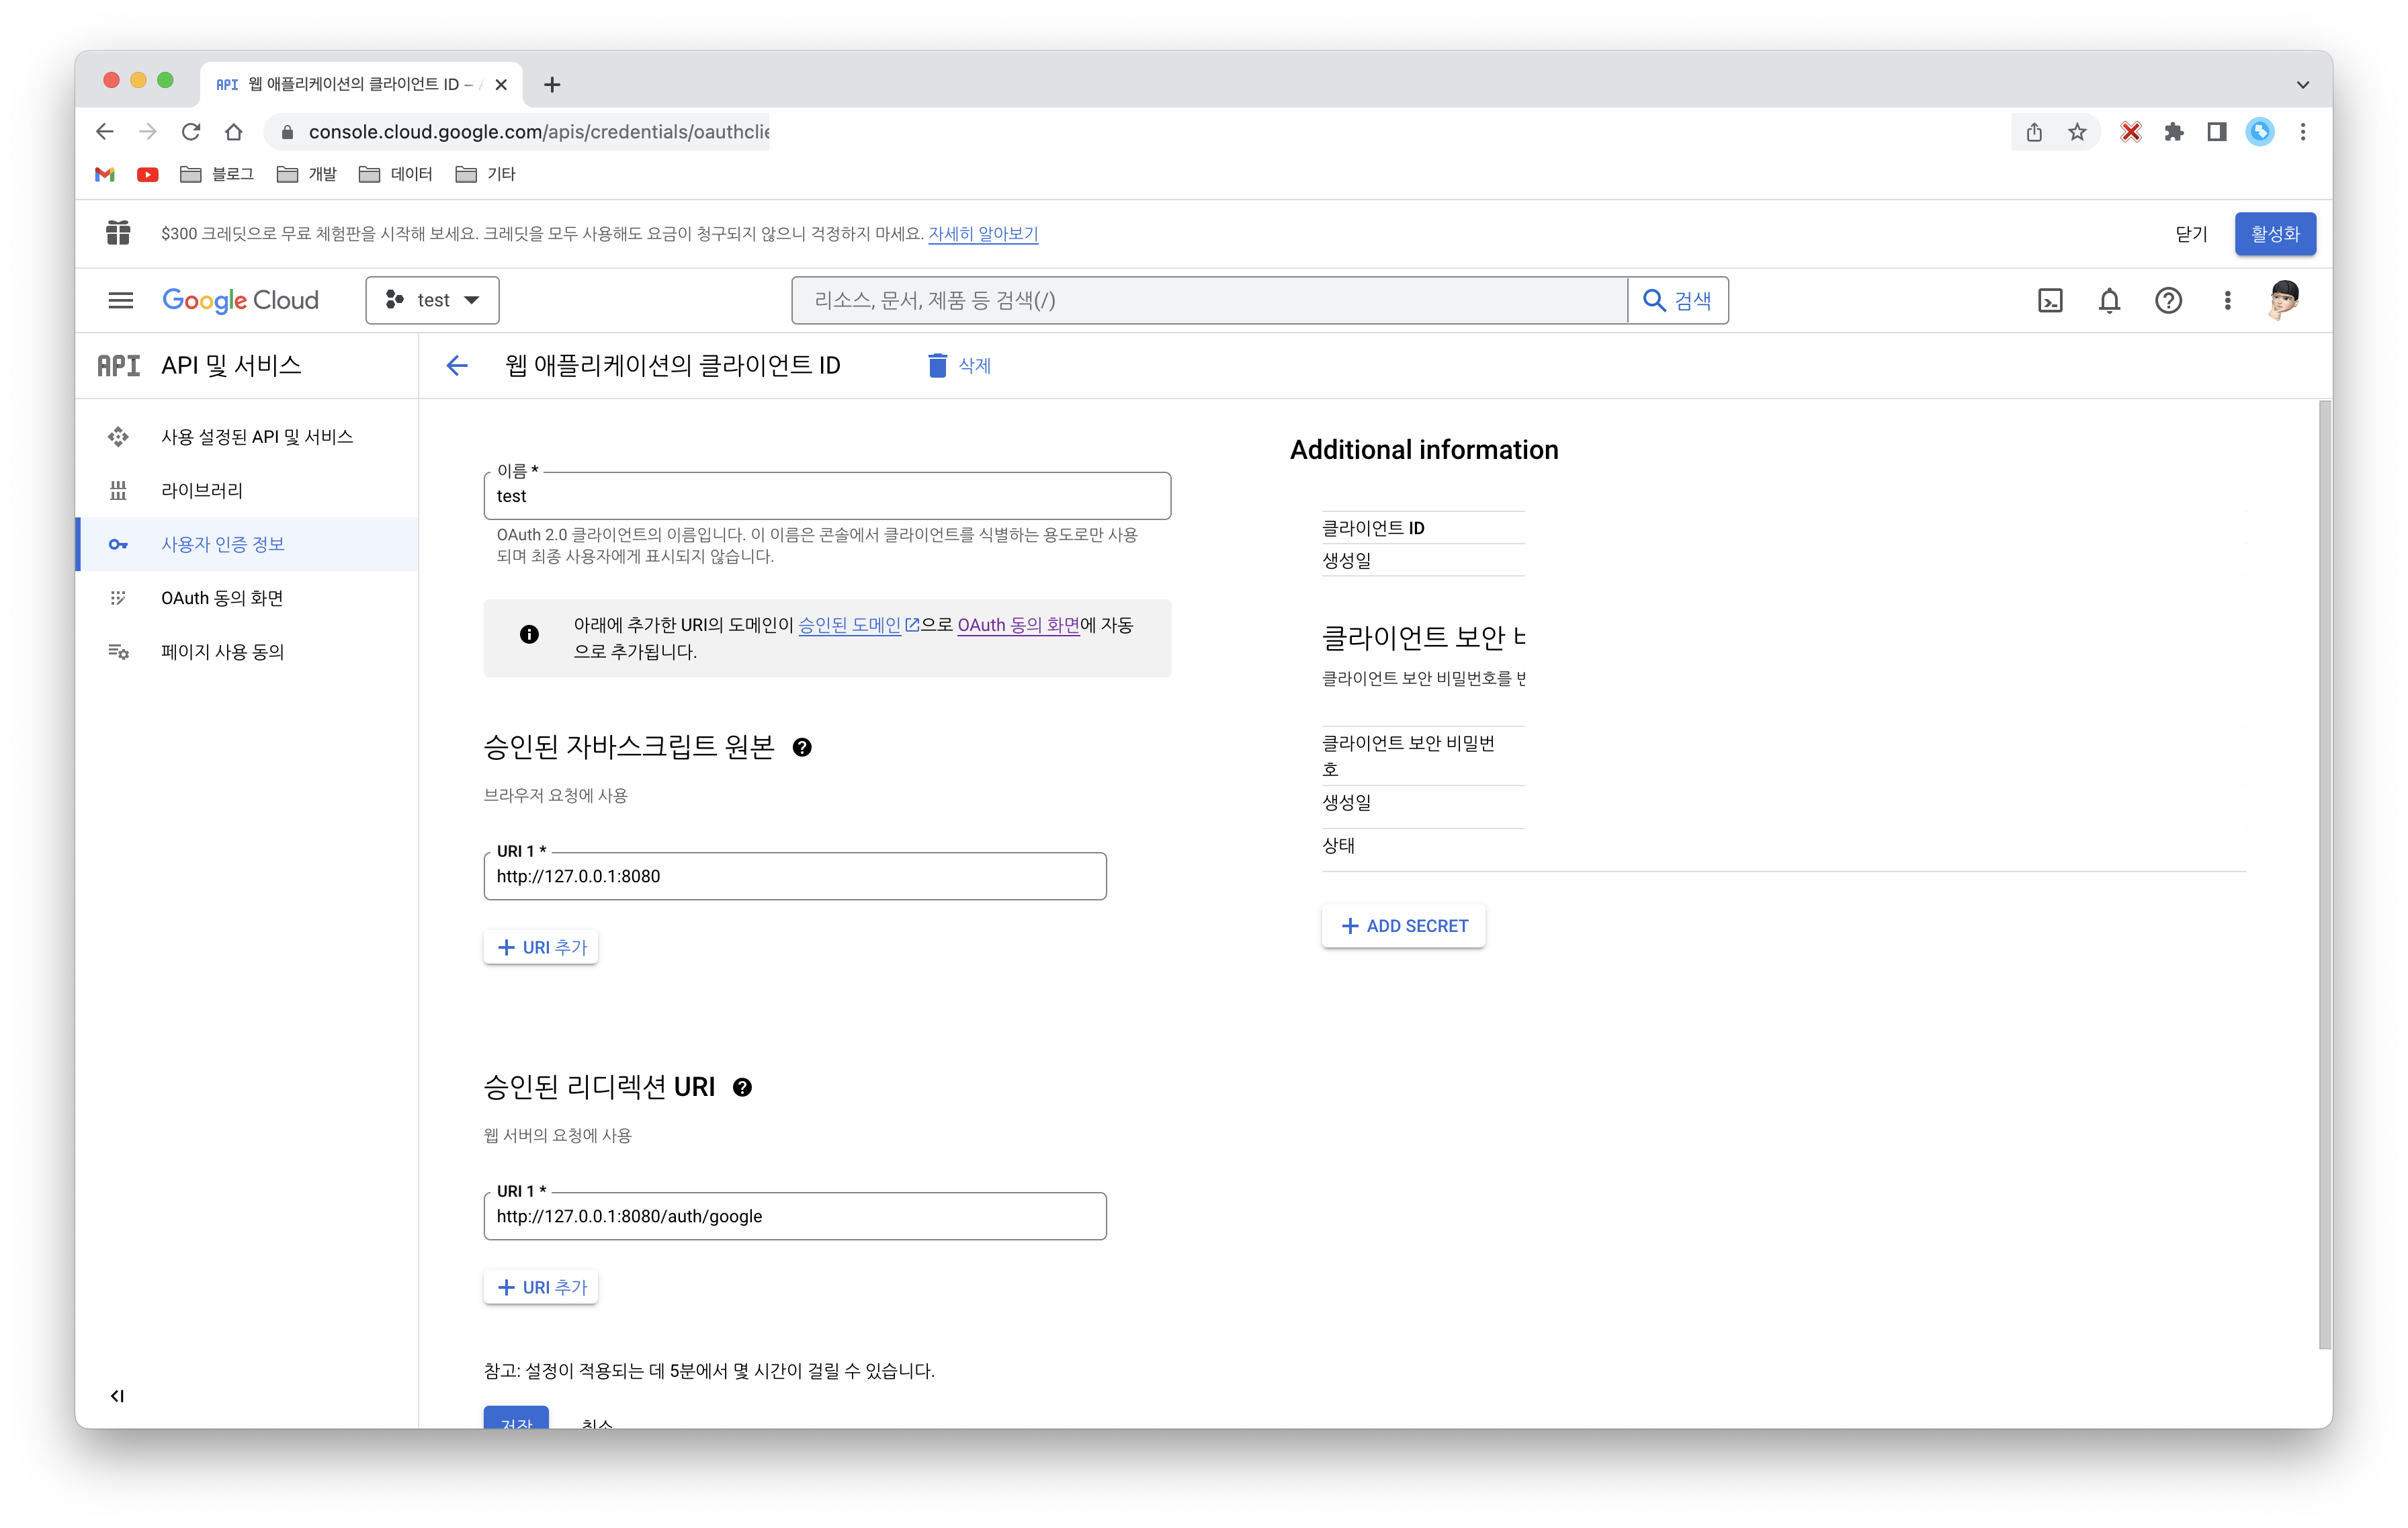 API 웹 애플리케이션의 클라이언트 ID –
console.cloud.google.com/apis/credentials/oauthclie
블로그 개발 데이터 기타
$300 크레딧으로 무료 체험판을 시작해 보세요. 크레딧을 모두 사용해도 요금이 청구되지 않으니 걱정하지 마세요. 자세히 알아보기 닫기 활성화
Google Cloud test 리소스, 문서, 제품 등 검색(/) 검색
API API 및 서비스
웹 애플리케이션의 클라이언트 ID 삭제
사용 설정된 API 및 서비스
라이브러리
사용자 인증 정보
OAuth 동의 화면
페이지 사용 동의
이름 *
test
OAuth 2.0 클라이언트의 이름입니다. 이 이름은 콘솔에서 클라이언트를 식별하는 용도로만 사용
되며 최종 사용자에게 표시되지 않습니다.
아래에 추가한 URI의 도메인이 승인된 도메인으로 OAuth 동의 화면에 자동
으로 추가됩니다.
승인된 자바스크립트 원본
브라우저 요청에 사용
URI 1 *
http://127.0.0.1:8080
URI 추가
승인된 리디렉션 URI
웹 서버의 요청에 사용
URI 1 *
http://127.0.0.1:8080/auth/google
URI 추가
참고: 설정이 적용되는 데 5분에서 몇 시간이 걸릴 수 있습니다.
저장 취소
Additional information
클라이언트 ID
생성일
클라이언트 보안
클라이언트 보안 비밀번호를
클라이언트 보안 비밀번
호
생성일
상태
ADD SECRET